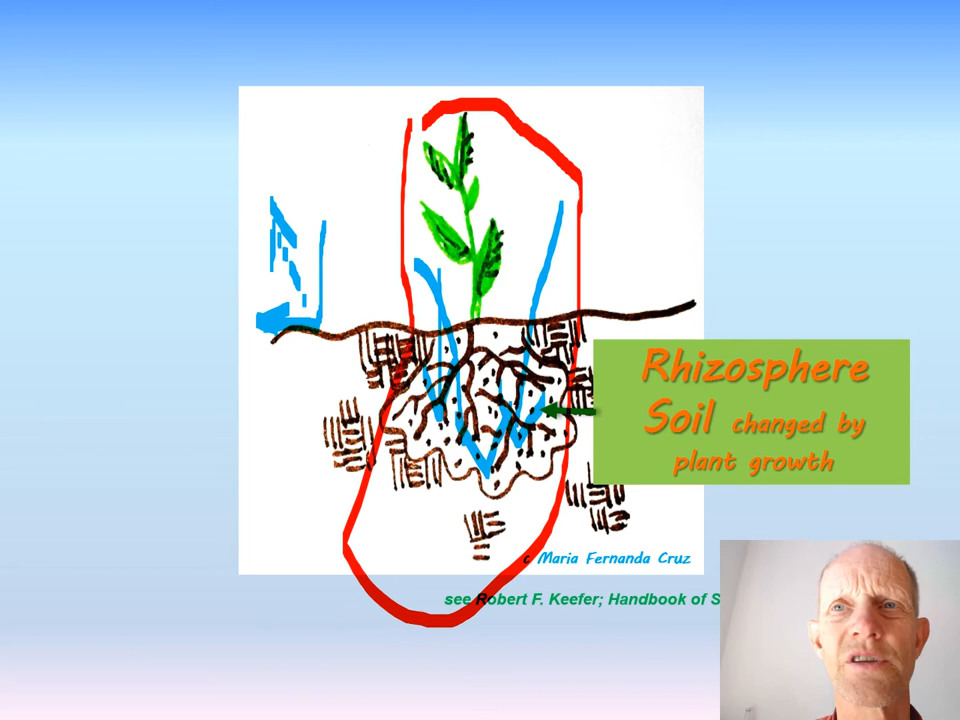 Rhizosphere
Soil changed by
plant growth
c Maria Fernanda Cruz
see Robert F. Keefer; Handbook of S